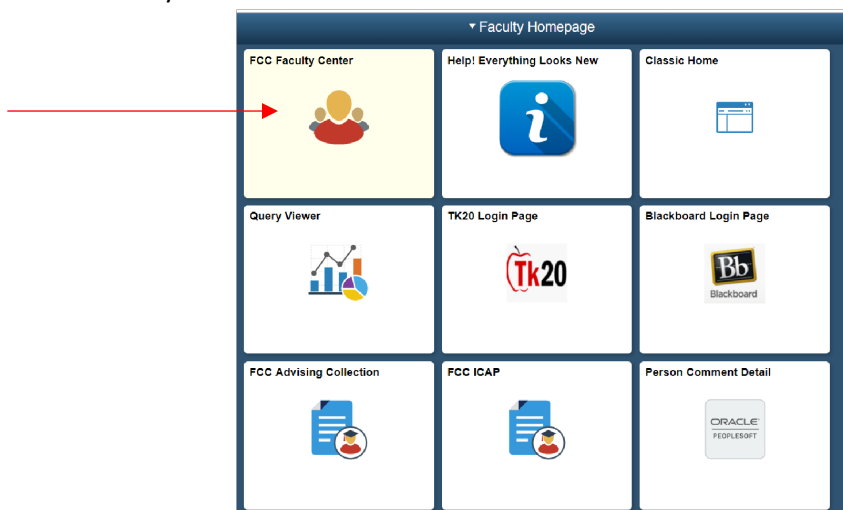 Faculty Homepage
FCC Faculty Center
Help! Everything Looks New
Classic Home
i
Query Viewer
TK20 Login Page
Blackboard Login Page
Tk20
Bb
Blackboard
FCC Advising Collection
FCC ICAP
Person Comment Detail
ORACLE'
PEOPLESOFT